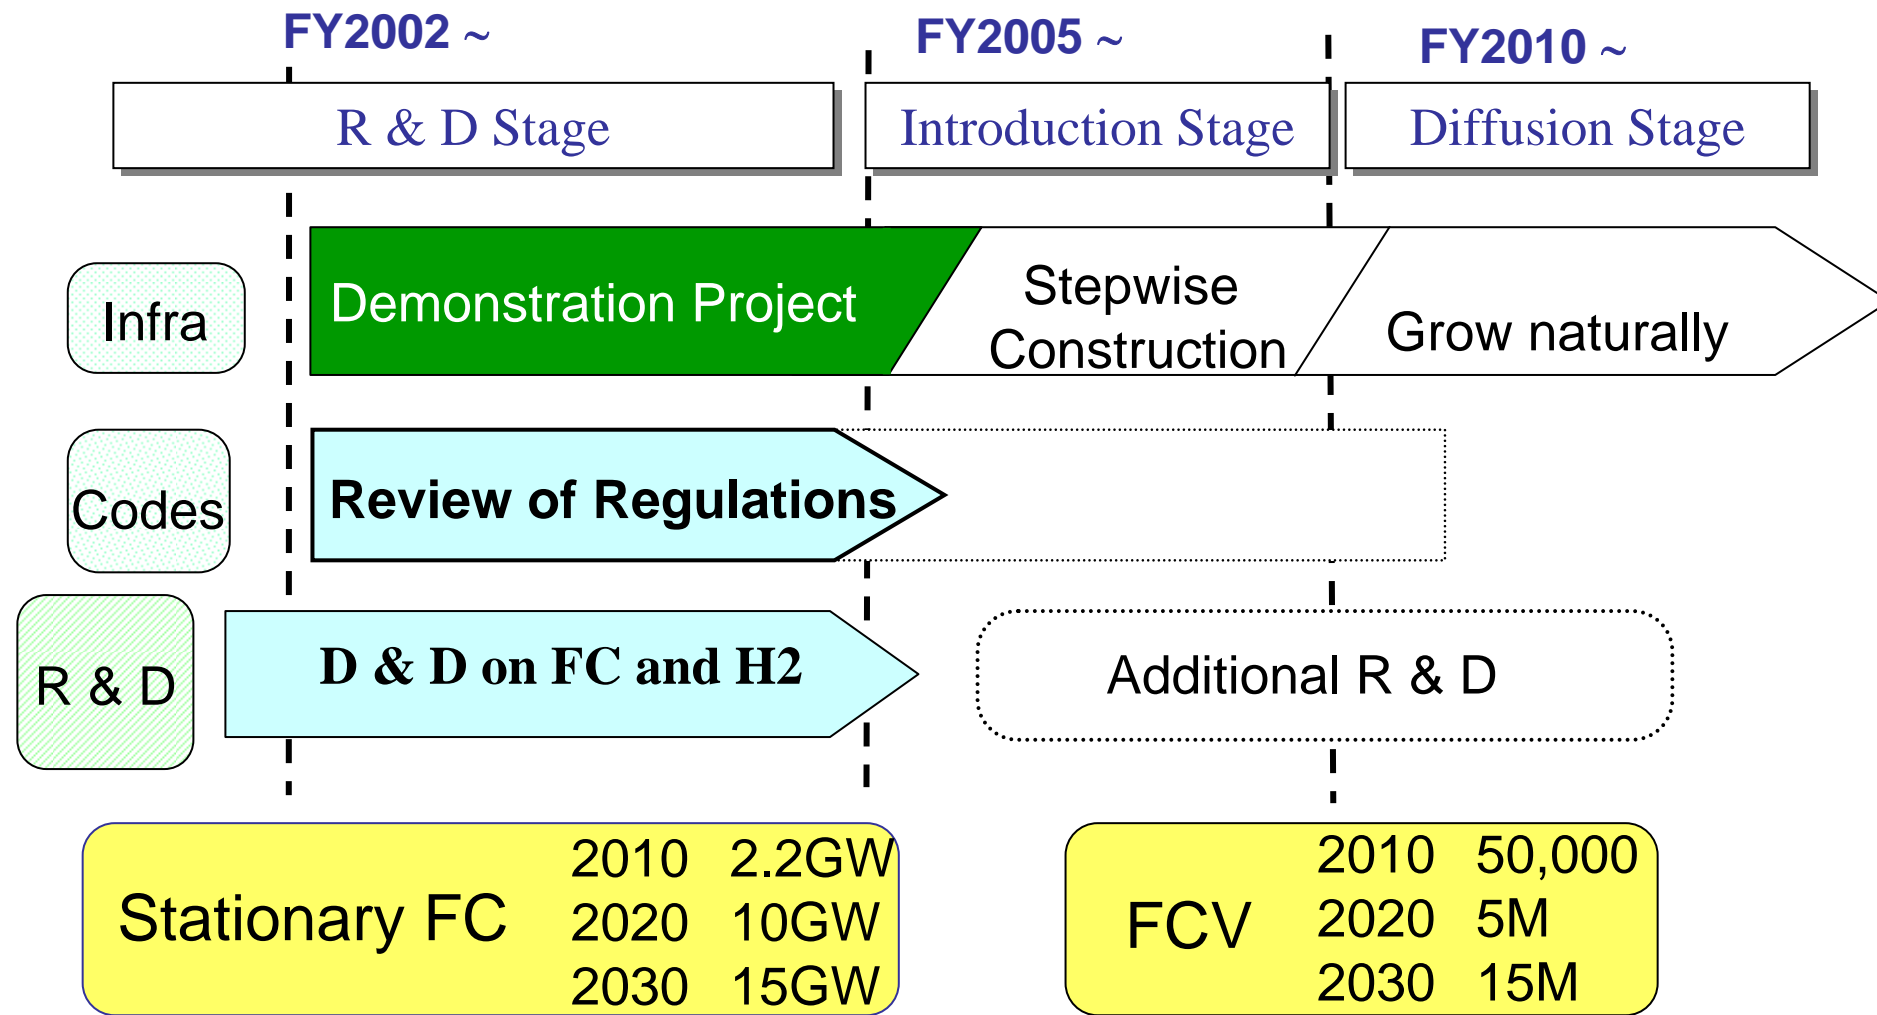 FY2002 ~
FY2005 ~
FY2010 ~
R & D Stage
Introduction Stage
Diffusion Stage
Infra
Demonstration Project
Stepwise
Construction
Grow naturally
Codes
Review of Regulations
R & D
D & D on FC and H2
Additional R & D
Stationary FC
2010 2.2GW
2020 10GW
2030 15GW
FCV
2010 50,000
2020 5M
2030 15M